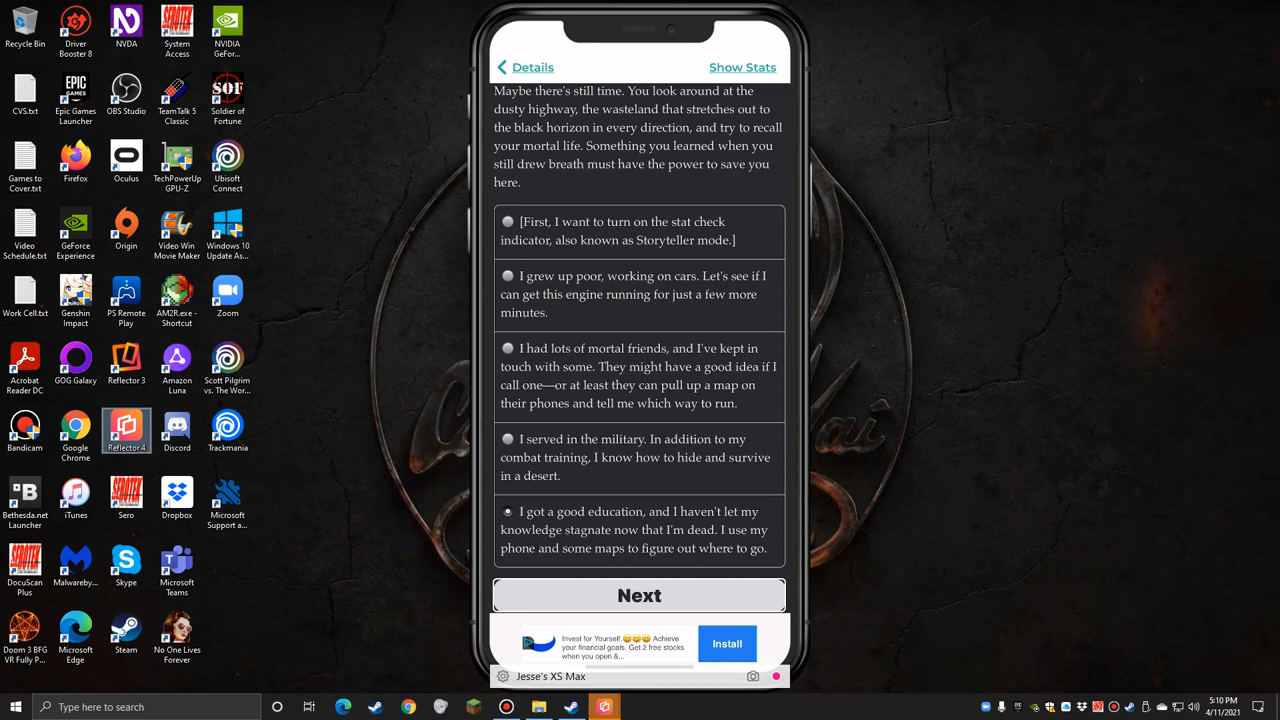 Recycle Bin
Driver Booster 8
NVDA
SEROTEK
System Access
NVIDIA GeFor...
CVS.txt
EPIC GAMES
Epic Games Launcher
OBS Studio
TeamTalk 5 Classic
SOF
Soldier of Fortune
Games to Cover.txt
Firefox
Oculus
TechPowerUp GPU-Z
Ubisoft Connect
Video Schedule.txt
GeForce Experience
Origin
Video Win Movie Maker
Windows 10 Update As...
Work Cell.txt
Genshin Impact
PS Remote Play
AM2R.exe - Shortcut
Zoom
Acrobat Reader DC
GOG Galaxy
Reflector 3
Amazon Luna
Scott Pilgrim vs. The Wor...
Bandicam
Google Chrome
Reflector 4
Discord
Trackmania
Bethesda.net Launcher
iTunes
SEROTEK
Sero
Dropbox
Microsoft Support a...
SEROTEK
DocuScan Plus
Malwareby...
Skype
Microsoft Teams
Doom 3 BFG VR Fully P...
Microsoft Edge
Steam
No One Lives Forever
Details
Show Stats
Maybe there's still time. You look around at the
dusty highway, the wasteland that stretches out to
the black horizon in every direction, and try to recall
your mortal life. Something you learned when you
still drew breath must have the power to save you
here.
[First, I want to turn on the stat check
indicator, also known as Storyteller mode.]
I grew up poor, working on cars. Let's see if I
can get this engine running for just a few more
minutes.
I had lots of mortal friends, and I've kept in
touch with some. They might have a good idea if I
call one—or at least they can pull up a map on
their phones and tell me which way to run.
I served in the military. In addition to my
combat training, I know how to hide and survive
in a desert.
I got a good education, and I haven't let my
knowledge stagnate now that I'm dead. I use my
phone and some maps to figure out where to go.
Next
Invest for Yourself.😀😀😀 Achieve
your financial goals. Get 2 free stocks
when you open &...
Install
Jesse's XS Max
Type here to search
5:10 PM
4/11/2021